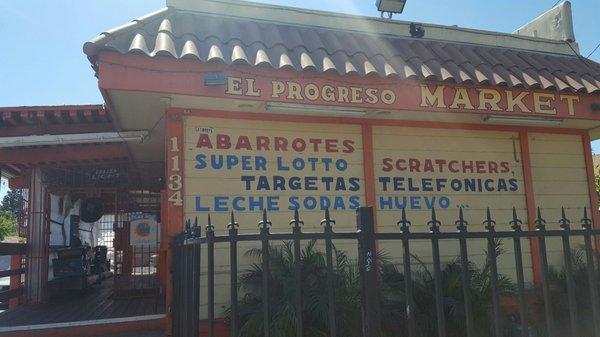 EL PROGRESO MARKET
1134
ABARROTES
SUPER LOTTO SCRATCHERS,
TARGETAS TELEFONICAS
LECHE SODAS HUEVO...